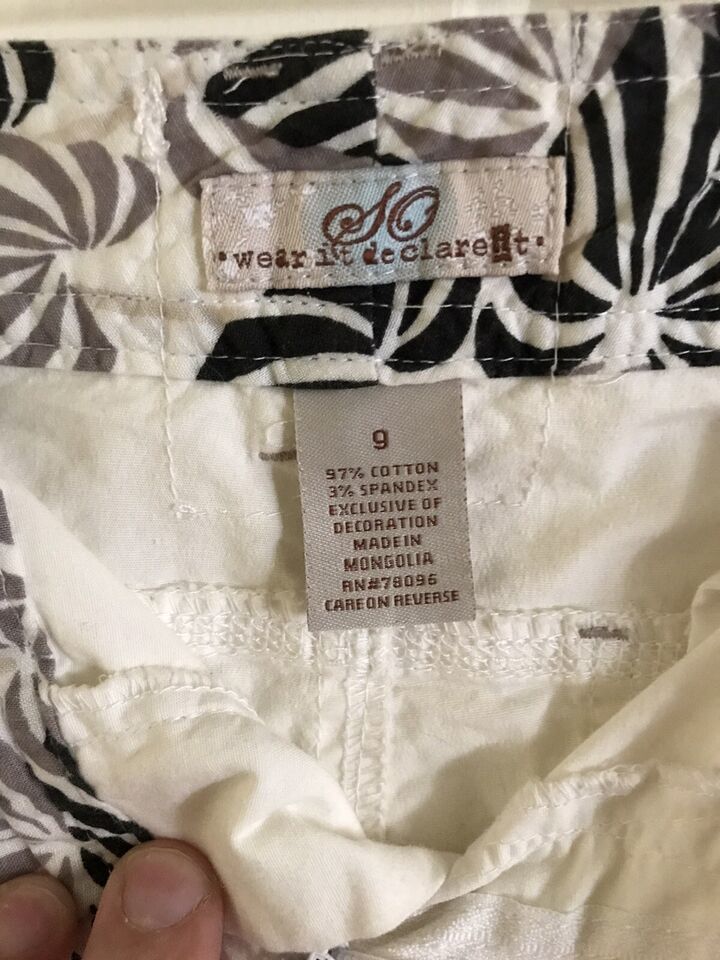 SO
• wear it declare it •
9
97% COTTON
3% SPANDEX
EXCLUSIVE OF
DECORATION
MADE IN
MONGOLIA
RN#78096
CARE ON REVERSE